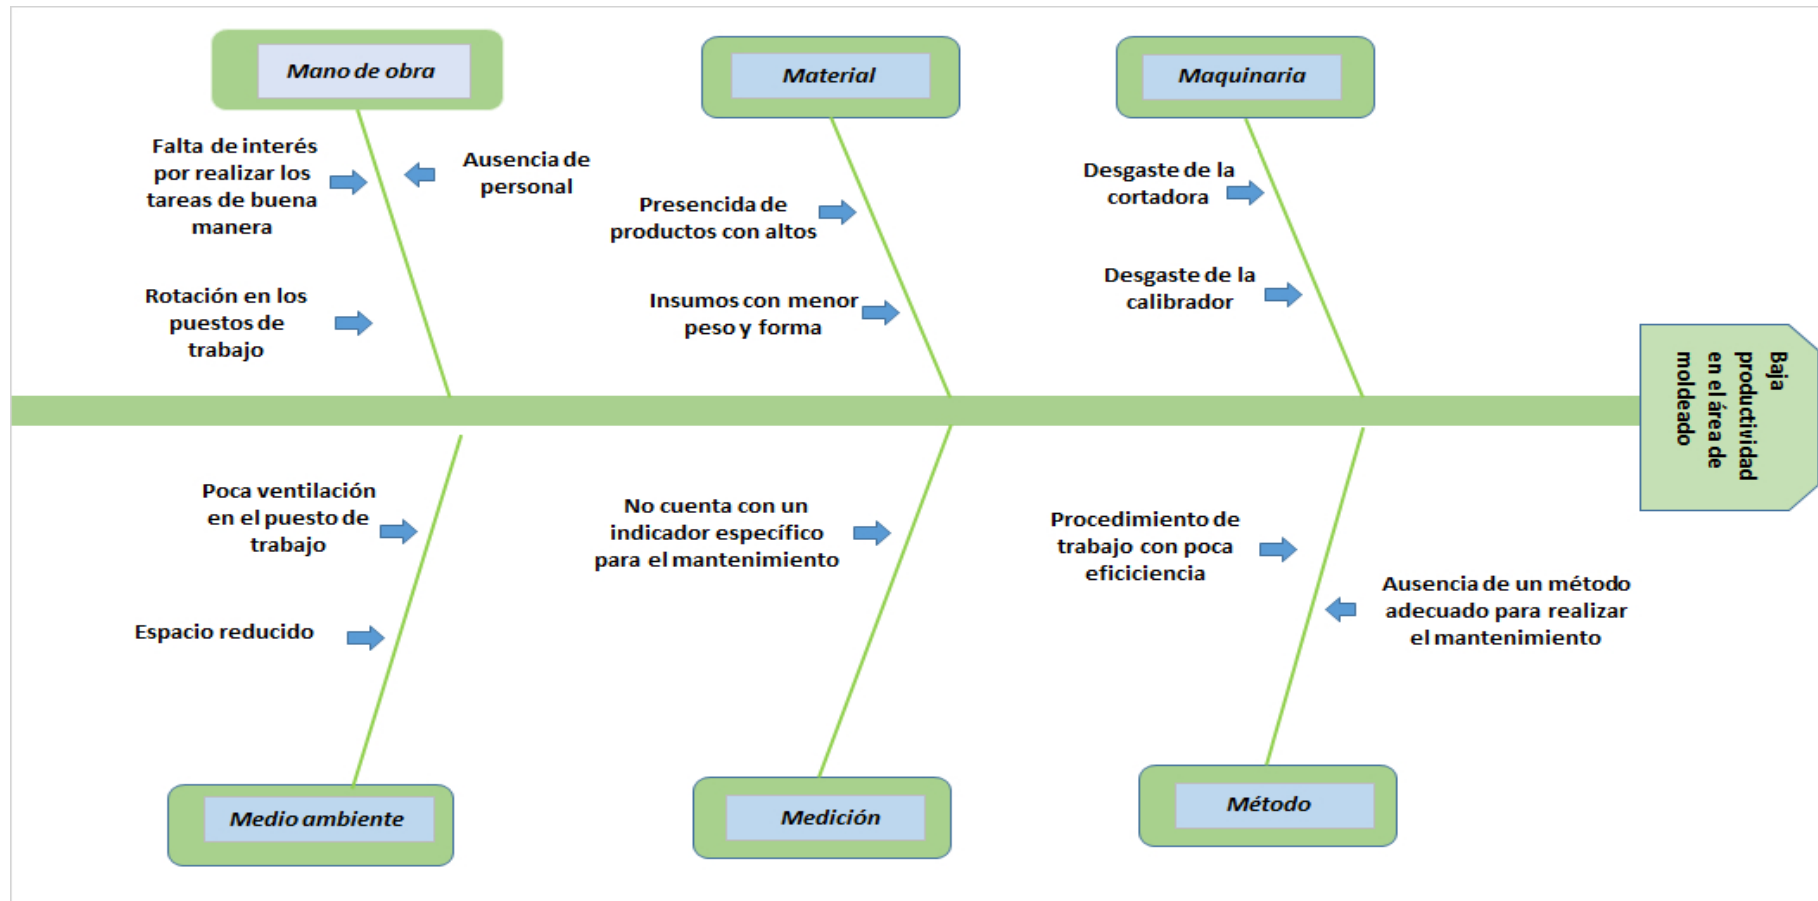 Mano de obra
Material
Maquinaria
Falta de interés
por realizar los
tareas de buena
manera
Ausencia de
personal
Rotación en los
puestos de
trabajo
Presencida de
productos con altos
Insumos con menor
peso y forma
Desgaste de la
cortadora
Desgaste de la
calibrador
Baja
productividad
en el área de
moldeado
Poca ventilación
en el puesto de
trabajo
Espacio reducido
No cuenta con un
indicador específico
para el mantenimiento
Procedimiento de
trabajo con poca
eficiciencia
Ausencia de un método
adecuado para realizar
el mantenimiento
Medio ambiente
Medición
Método